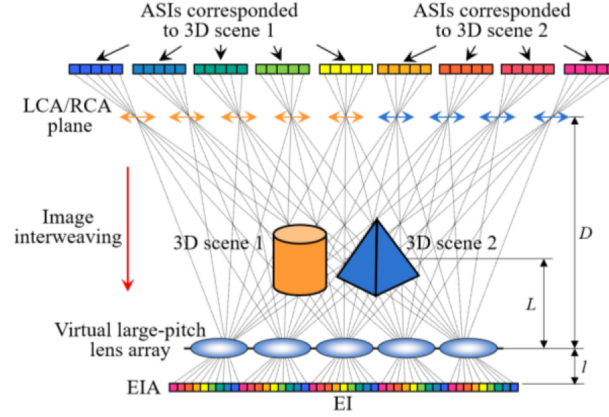 ASIs corresponded
to 3D scene 1
ASIs corresponded
to 3D scene 2
LCA/RCA
plane
Image
interweaving
3D scene 1
3D scene 2
D
L
Virtual large-pitch
lens array
l
EIA
EI